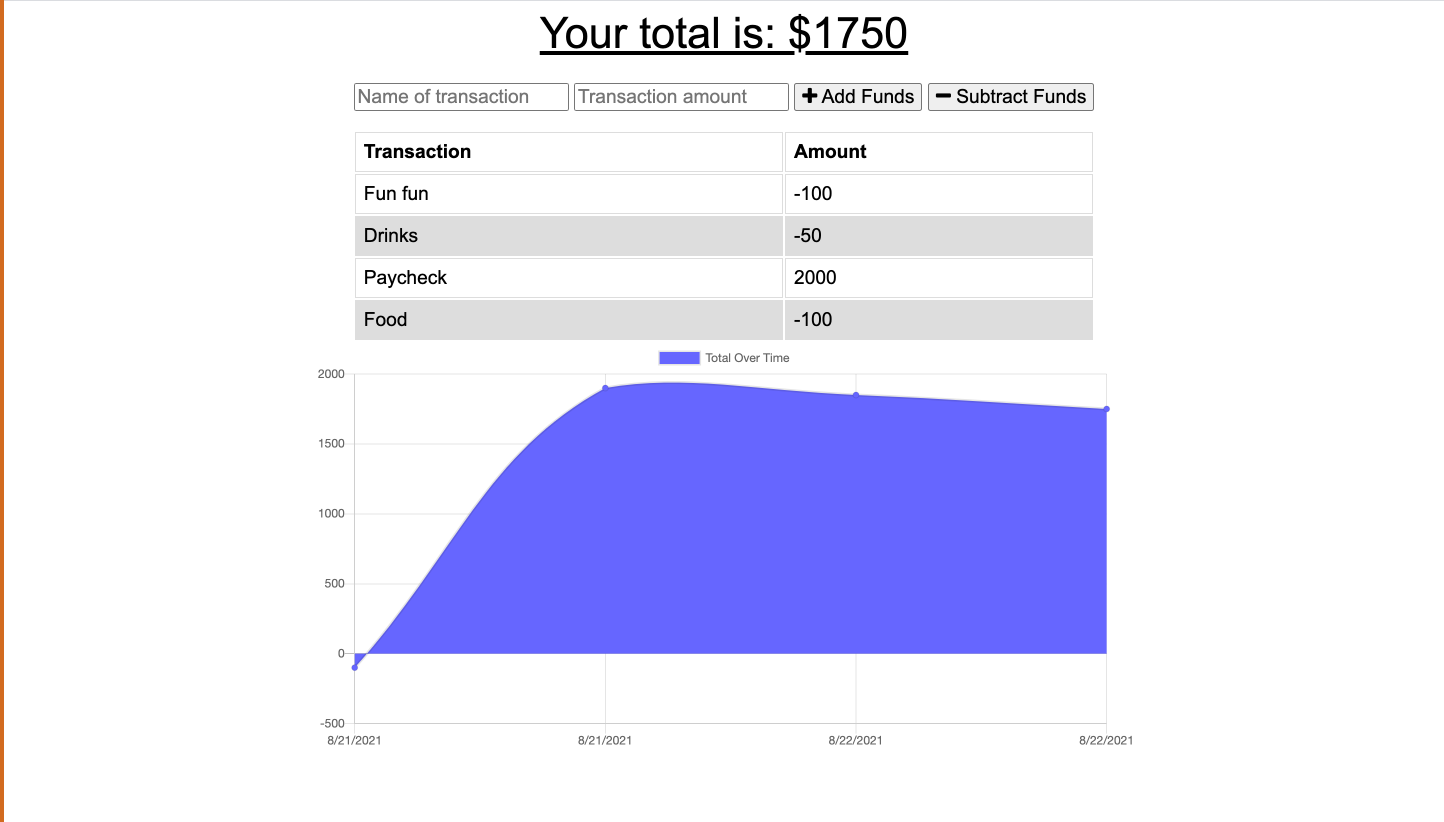 Your total is: $1750
Name of transaction Transaction amount + Add Funds − Subtract Funds
Transaction Amount
Fun fun -100
Drinks -50
Paycheck 2000
Food -100
Total Over Time
2000
1500
1000
500
0
-500
8/21/2021 8/21/2021 8/22/2021 8/22/2021